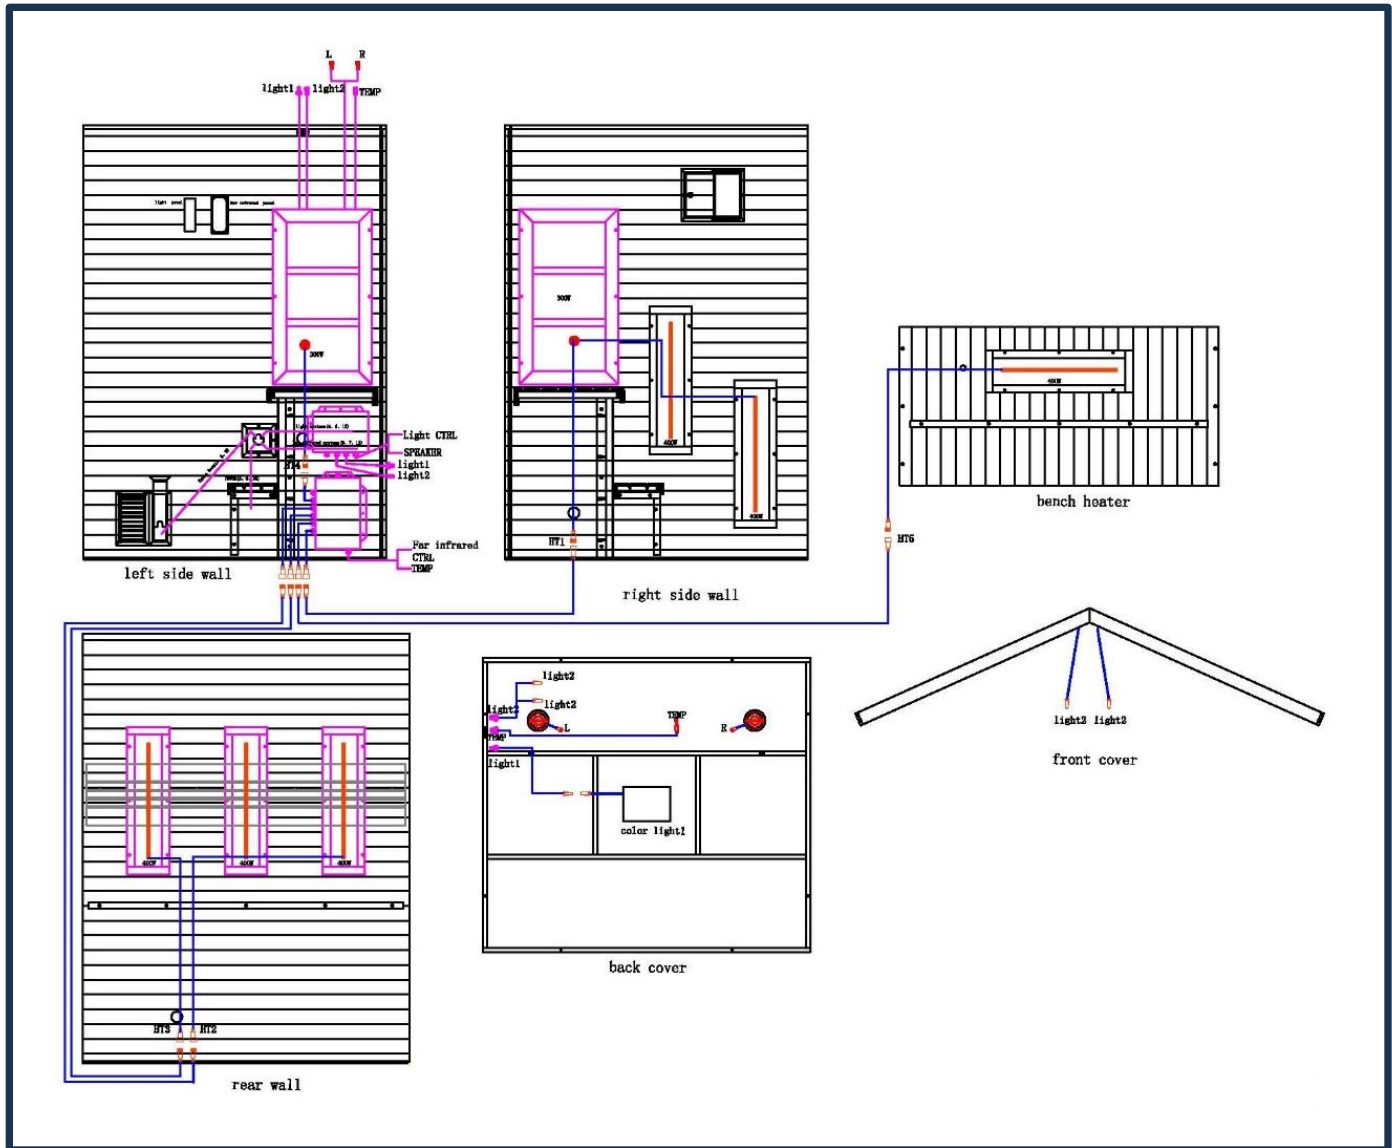 L R
light1 light2 TEMP
light panel
300W
300W
HT4
Light CTRL
SPEAKER
light1
light2
Far infrared
CTRL
TEMP
left side wall
400W
400W
HT1
right side wall
400W
bench heater
HT6
400W 400W 400W
HT3 HT2
rear wall
light2
light2
light2
TEMP
light1
L
TEMP
R
color light1
back cover
light2 light2
front cover